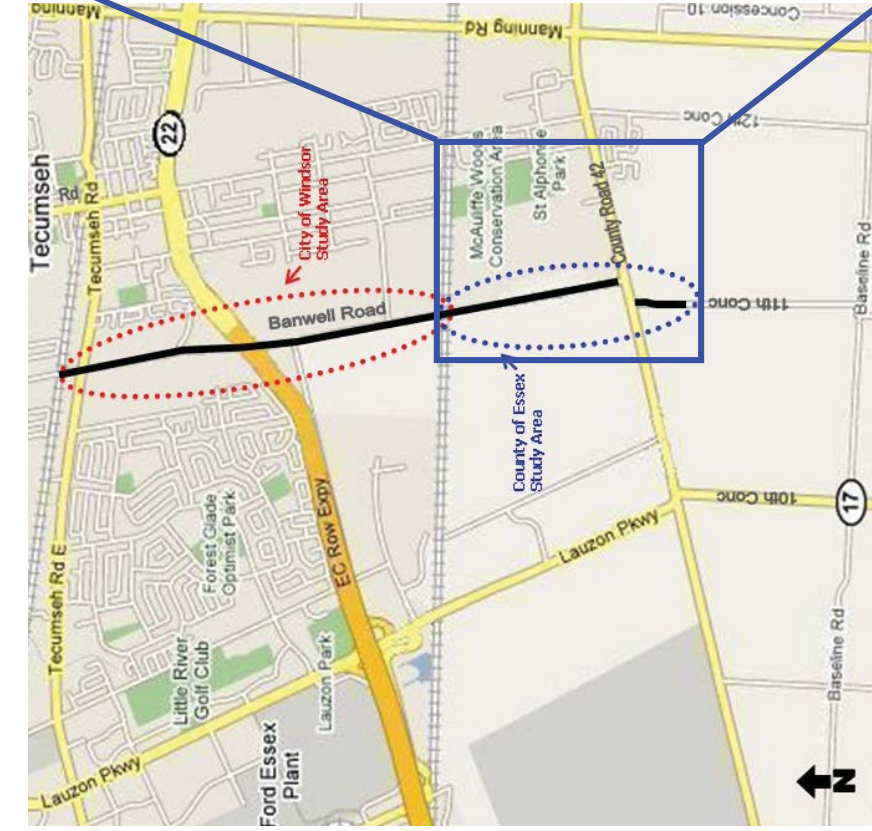 Manning
Manning Rd
Concession 10
22
12th Conc
Tecumseh
Rd
Tecumseh Rd
City of Windsor
Study Area
McAuliffe Woods
Conservation Area
St Alphonse
Park
County Road 42
Baseline Rd
Banwell Road
11th Conc
County of Essex
Study Area
Forest Glade
Optimist Park
EC Row Expy
10th Conc
17
Lauzon Pkwy
Tecumseh Rd E
Little River
Golf Club
Lauzon Park
Baseline Rd
Ford Essex
Plant
Lauzon Pkwy
N